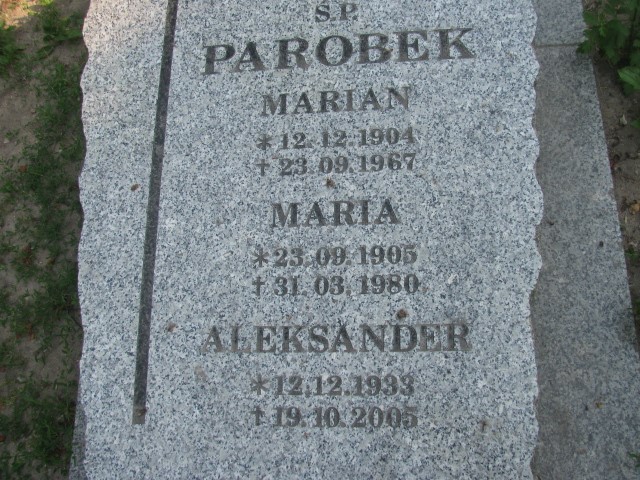 S.P.
PAROBEK
MARIAN
* 12.12.1904
† 23.09.1967
MARIA
* 23.09.1905
† 31.03.1980
ALEKSANDER
* 12.12.1933
† 19.10.2005